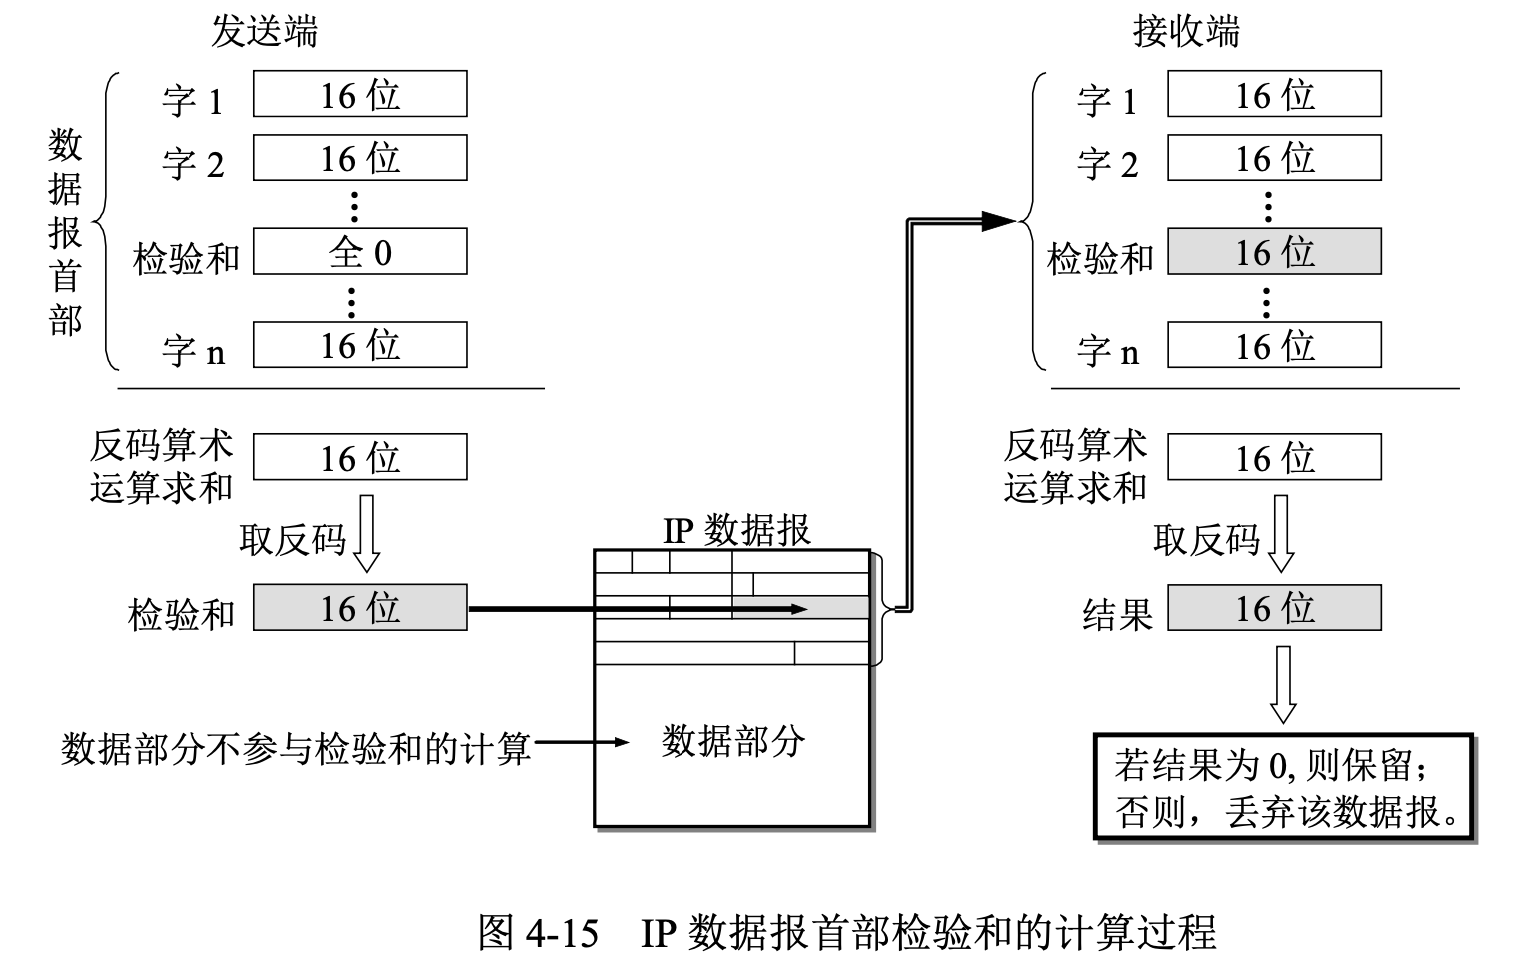 发送端
数据报首部
字 1
16 位
字 2
16 位
检验和
全 0
字 n
16 位
反码算术
运算求和
16 位
取反码
检验和
16 位
数据部分不参与检验和的计算
IP 数据报
数据部分
接收端
字 1
16 位
字 2
16 位
检验和
16 位
字 n
16 位
反码算术
运算求和
16 位
取反码
结果
16 位
若结果为 0, 则保留；
否则，丢弃该数据报。
图 4-15 IP 数据报首部检验和的计算过程